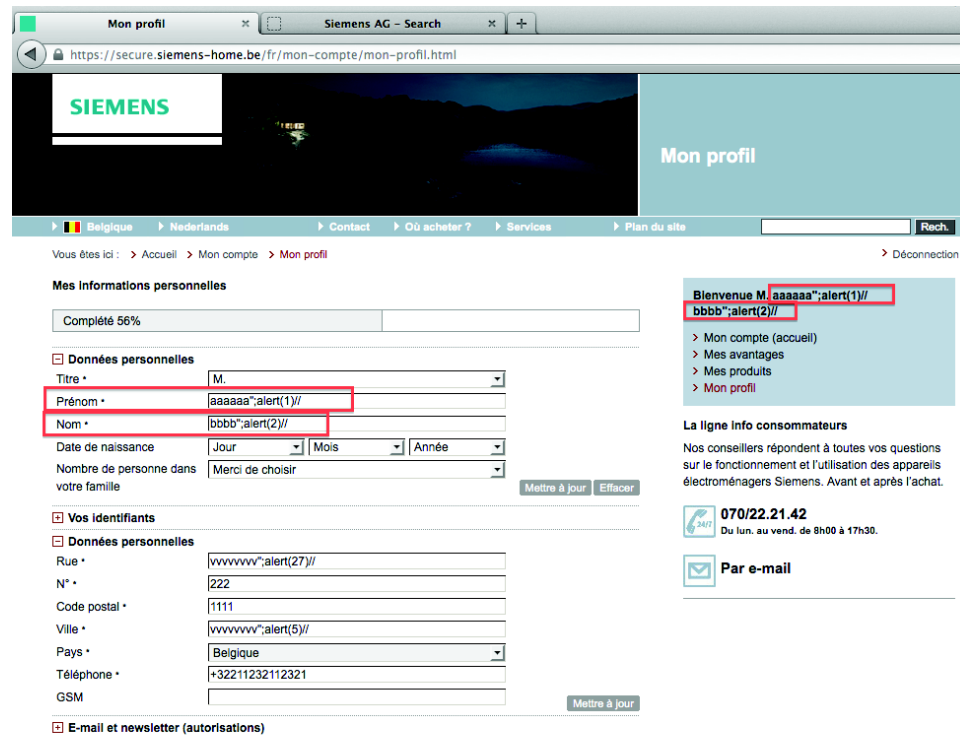 Mon profil
Siemens AG – Search
https://secure.siemens-home.be/fr/mon-compte/mon-profil.html
SIEMENS
Mon profil
Belgique Nederlands Contact Où acheter ? Services Plan du site Rech.
Vous êtes ici : Accueil Mon compte Mon profil Déconnection
Mes informations personnelles
Complété 56%
Données personnelles
Titre • M.
Prénom • aaaaaa";alert(1)//
Nom • bbbb";alert(2)//
Date de naissance Jour Mois Année
Nombre de personne dans votre famille Merci de choisir
Mettre à jour Effacer
Vos identifiants
Données personnelles
Rue • vvvvvvvv";alert(27)//
N° • 222
Code postal • 1111
Ville • vvvvvvvv";alert(5)//
Pays • Belgique
Téléphone • +32211232112321
GSM
Mettre à jour
E-mail et newsletter (autorisations)
Bienvenue M. aaaaaa";alert(1)//
bbbb";alert(2)//
Mon compte (accueil)
Mes avantages
Mes produits
Mon profil
La ligne info consommateurs
Nos conseillers répondent à toutes vos questions
sur le fonctionnement et l'utilisation des appareils
électroménagers Siemens. Avant et après l'achat.
24/7
070/22.21.42
Du lun. au vend. de 8h00 à 17h30.
Par e-mail